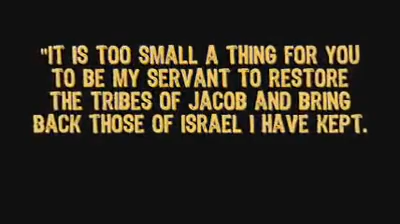 "IT IS TOO SMALL A THING FOR YOU
TO BE MY SERVANT TO RESTORE
THE TRIBES OF JACOB AND BRING
BACK THOSE OF ISRAEL I HAVE KEPT.